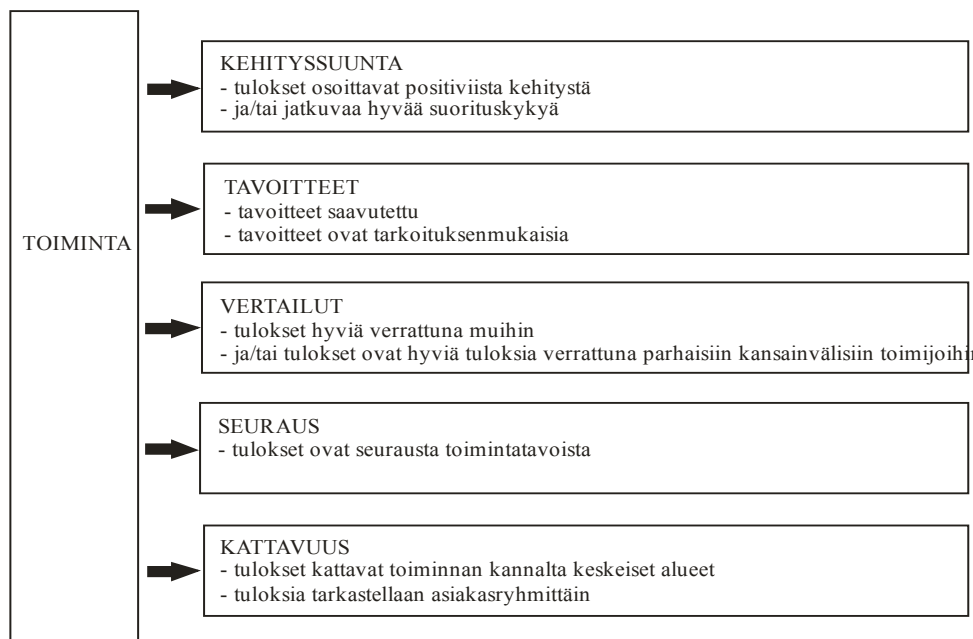 TOIMINTA
KEHITYSSUUNTA
- tulokset osoittavat positiviista kehitystä
- ja/tai jatkuvaa hyvää suorituskykyä
TAVOITTEET
- tavoitteet saavutettu
- tavoitteet ovat tarkoituksenmukaisia
VERTAILUT
- tulokset hyviä verrattuna muihin
- ja/tai tulokset ovat hyviä tuloksia verrattuna parhaisiin kansainvälisiin toimijoihin
SEURAUS
- tulokset ovat seurausta toimintatavoista
KATTAVUUS
- tulokset kattavat toiminnan kannalta keskeiset alueet
- tuloksia tarkastellaan asiakasryhmittäin